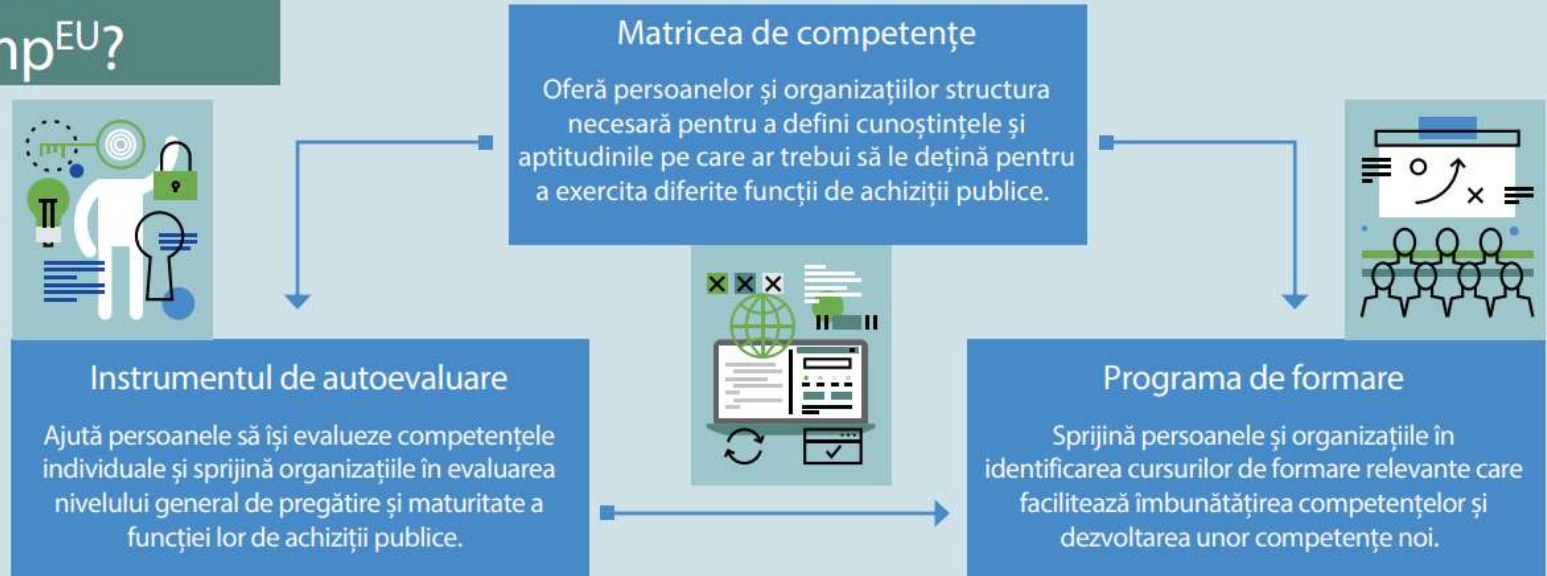 mpEU?
Matricea de competențe
Oferă persoanelor și organizațiilor structura
necesară pentru a defini cunoștințele și
aptitudinile pe care ar trebui să le dețină pentru
a exercita diferite funcții de achiziții publice.
Instrumentul de autoevaluare
Ajută persoanele să își evalueze competențele
individuale și sprijină organizațiile în evaluarea
nivelului general de pregătire și maturitate a
funcției lor de achiziții publice.
Programa de formare
Sprijină persoanele și organizațiile în
identificarea cursurilor de formare relevante care
facilitează îmbunătățirea competențelor și
dezvoltarea unor competențe noi.